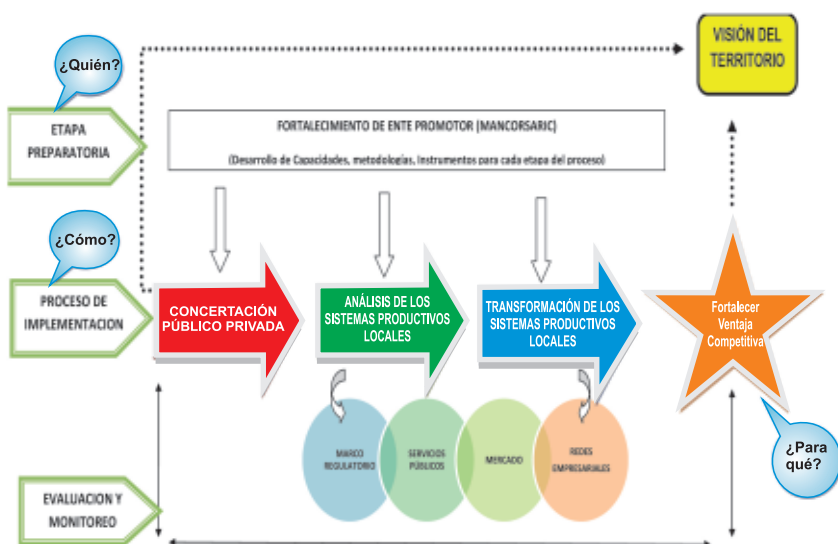 VISIÓN DEL
TERRITORIO
¿Quién?
ETAPA
PREPARATORIA
FORTALECIMIENTO DE ENTE PROMOTOR (MANCORSARIC)
(Desarrollo de Capacidades, metodologías, Instrumentos para cada etapa del proceso)
¿Cómo?
PROCESO DE
IMPLEMENTACION
CONCERTACIÓN
PÚBLICO PRIVADA
ANÁLISIS DE LOS
SISTEMAS PRODUCTIVOS
LOCALES
TRANSFORMACIÓN DE LOS
SISTEMAS PRODUCTIVOS
LOCALES
Fortalecer
Ventaja
Competitiva
¿Para
qué?
MARCO
REGULATORIO
SERVICIOS
PÚBLICOS
MERCADO
REDES
EMPRESARIALES
EVALUACION Y
MONITOREO